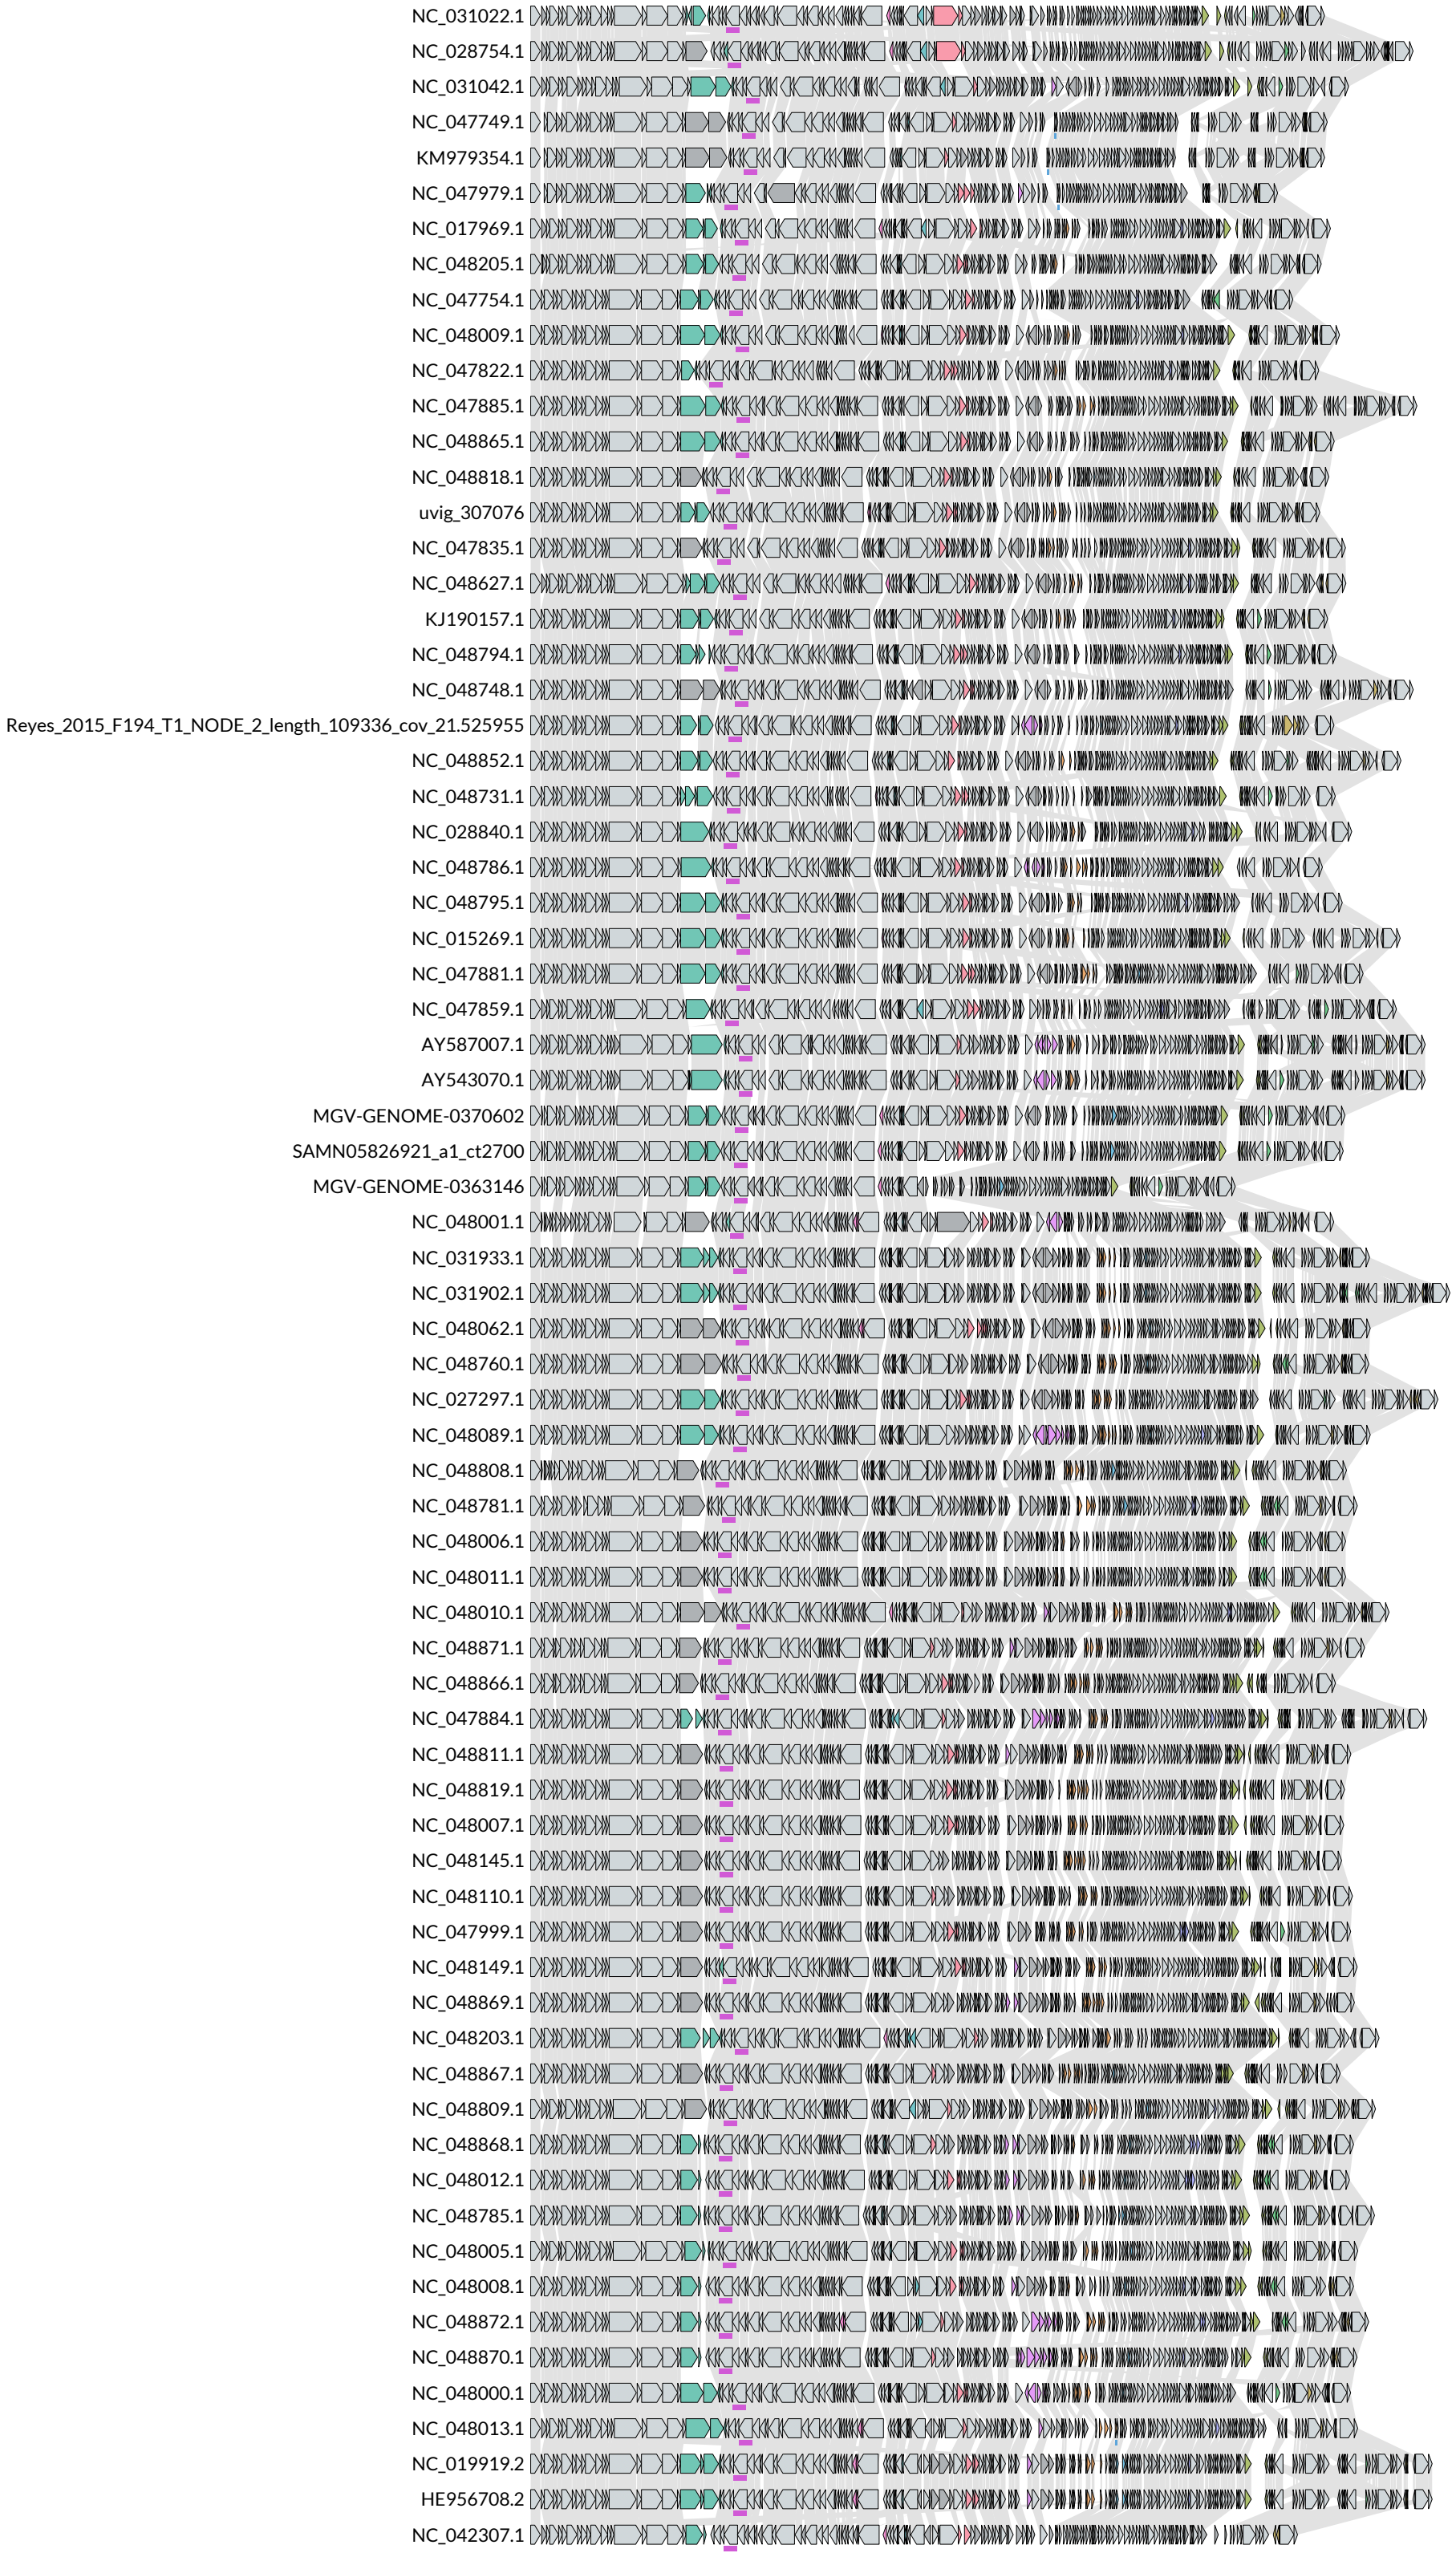 NC_031022.1
NC_028754.1
NC_031042.1
NC_047749.1
KM979354.1
NC_047979.1
NC_017969.1
NC_048205.1
NC_047754.1
NC_048009.1
NC_047822.1
NC_047885.1
NC_048865.1
NC_048818.1
uvig_307076
NC_047835.1
NC_048627.1
KJ190157.1
NC_048794.1
NC_048748.1
Reyes_2015_F194_T1_NODE_2_length_109336_cov_21.525955
NC_048852.1
NC_048731.1
NC_028840.1
NC_048786.1
NC_048795.1
NC_015269.1
NC_047881.1
NC_047859.1
AY587007.1
AY543070.1
MGV-GENOME-0370602
SAMN05826921_a1_ct2700
MGV-GENOME-0363146
NC_048001.1
NC_031933.1
NC_031902.1
NC_048062.1
NC_048760.1
NC_027297.1
NC_048089.1
NC_048808.1
NC_048781.1
NC_048006.1
NC_048011.1
NC_048010.1
NC_048871.1
NC_048866.1
NC_047884.1
NC_048811.1
NC_048819.1
NC_048007.1
NC_048145.1
NC_048110.1
NC_047999.1
NC_048149.1
NC_048869.1
NC_048203.1
NC_048867.1
NC_048809.1
NC_048868.1
NC_048012.1
NC_048785.1
NC_048005.1
NC_048008.1
NC_048872.1
NC_048870.1
NC_048000.1
NC_048013.1
NC_019919.2
HE956708.2
NC_042307.1